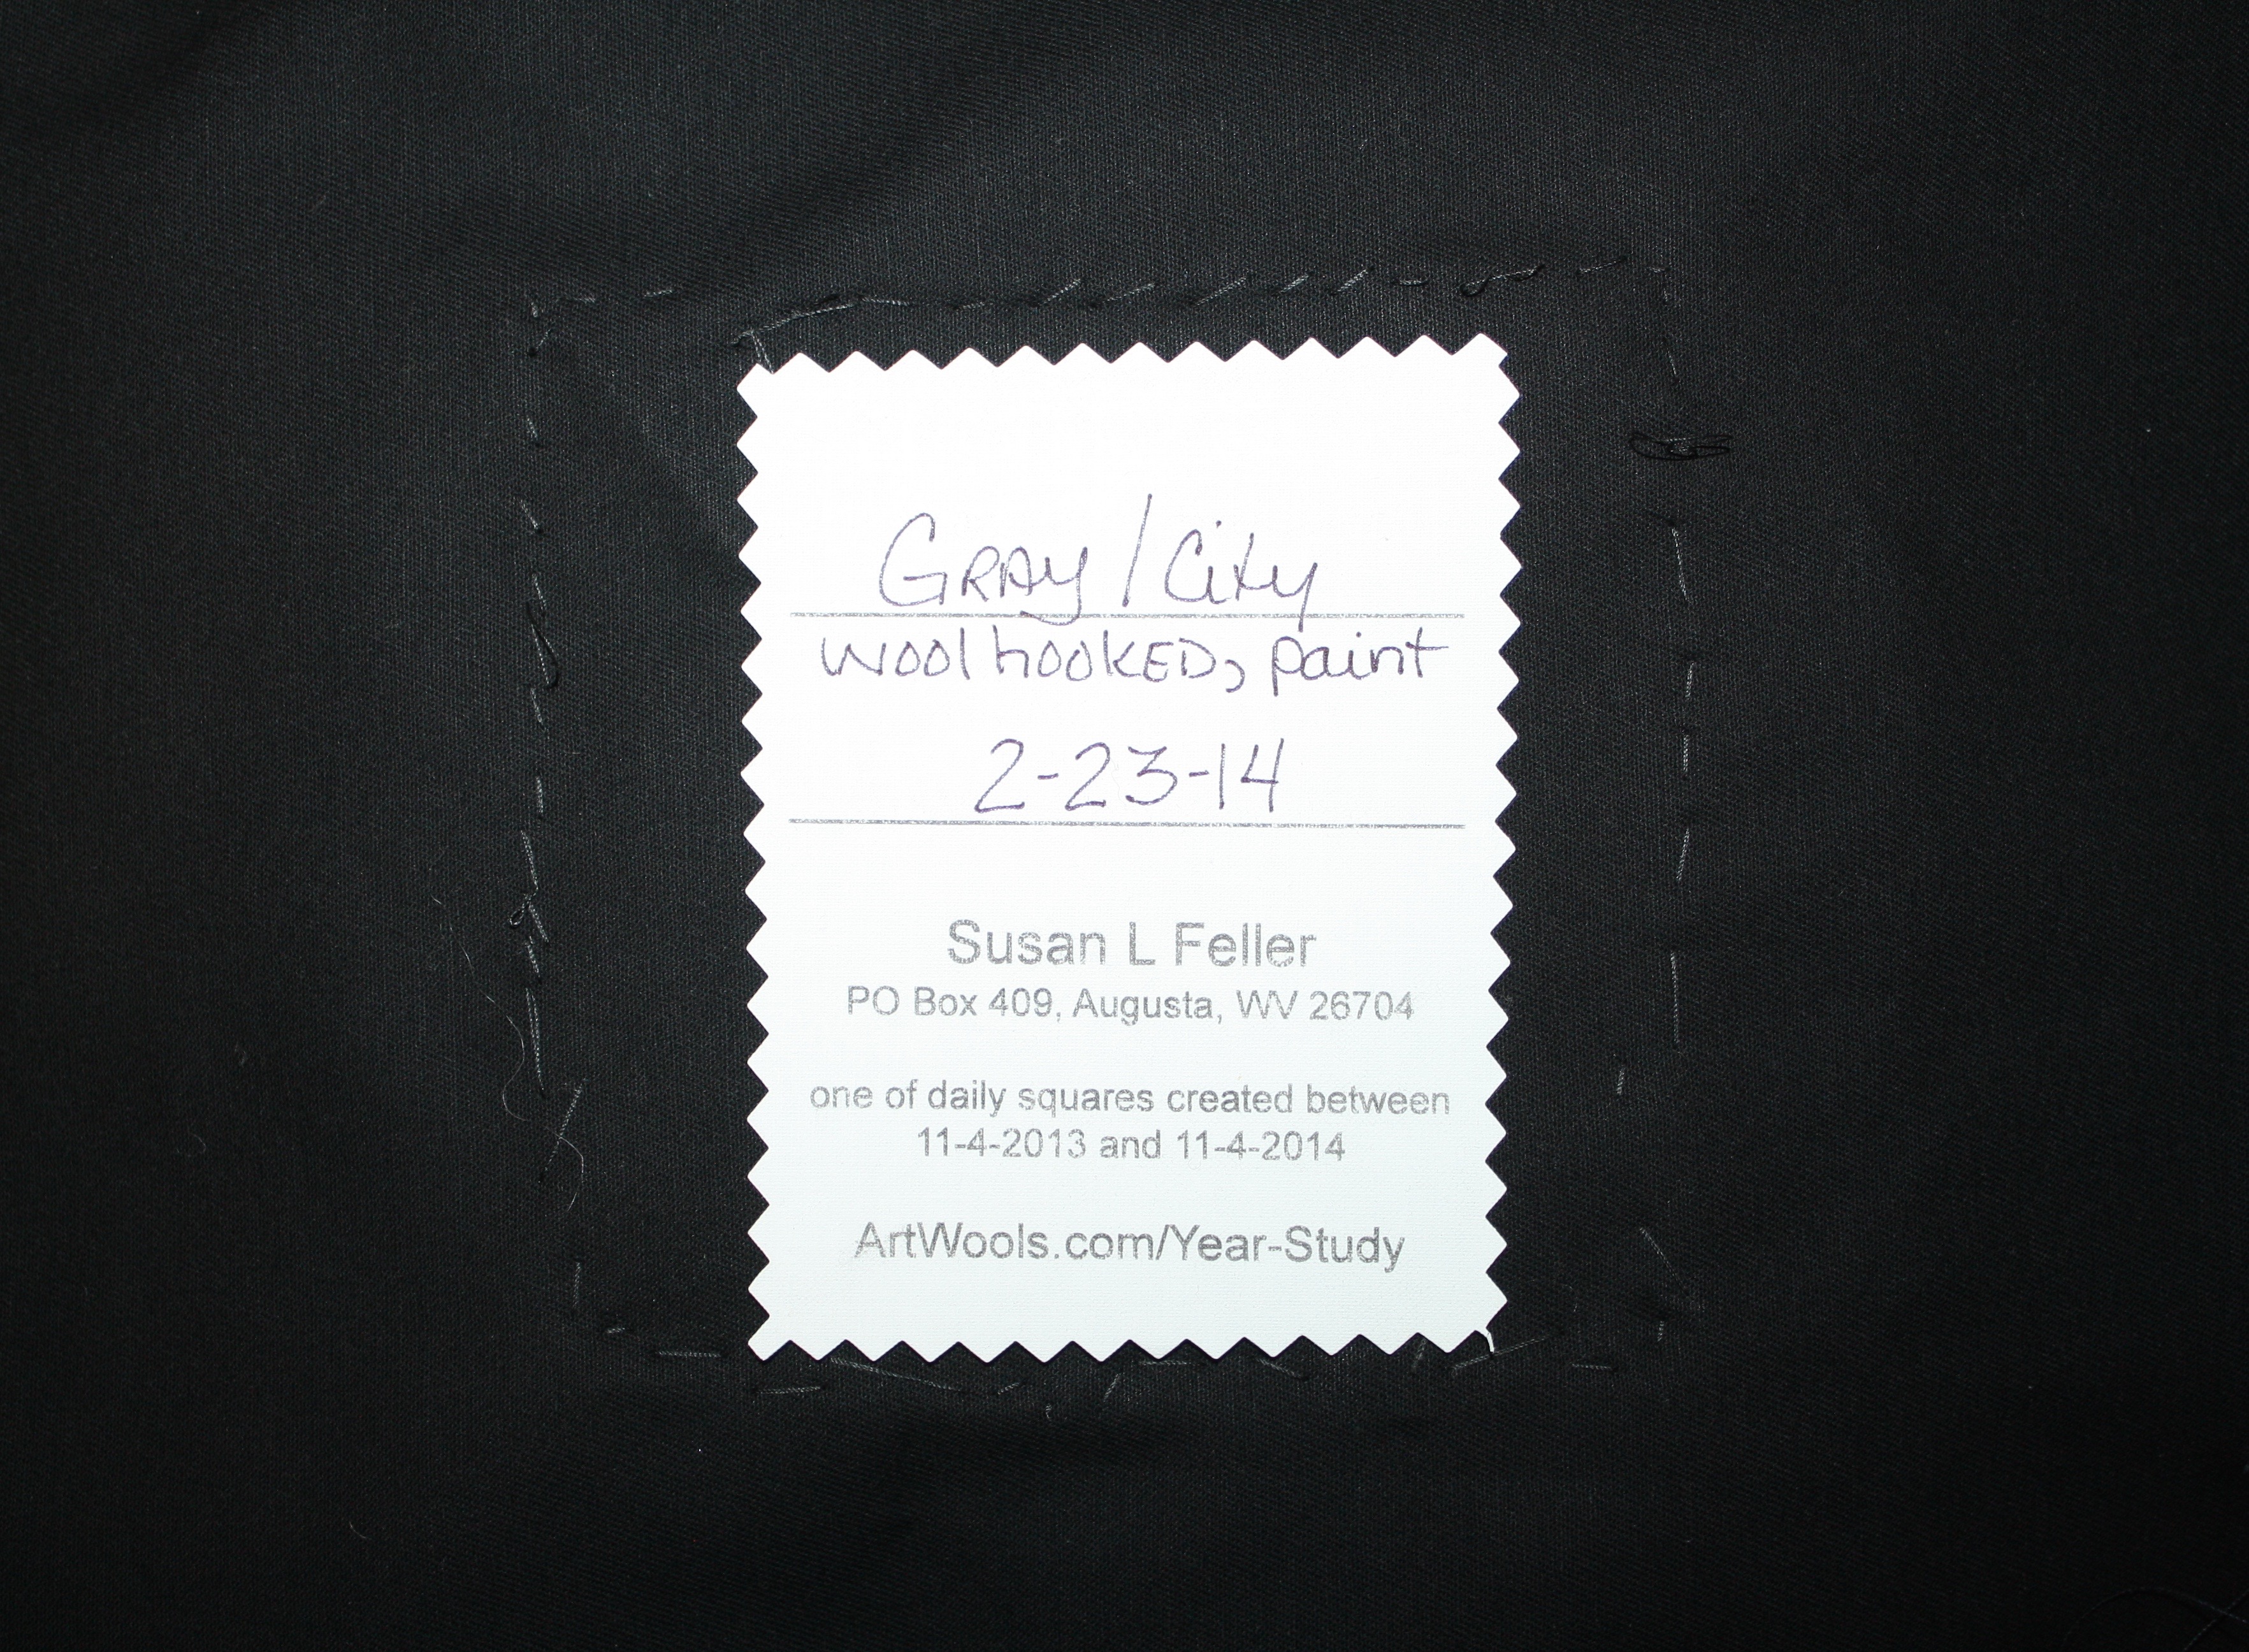 Gray / City
wool hooked, paint
2-23-14
Susan L Feller
PO Box 409, Augusta, WV 26704
one of daily squares created between
11-4-2013 and 11-4-2014
ArtWools.com/Year-Study